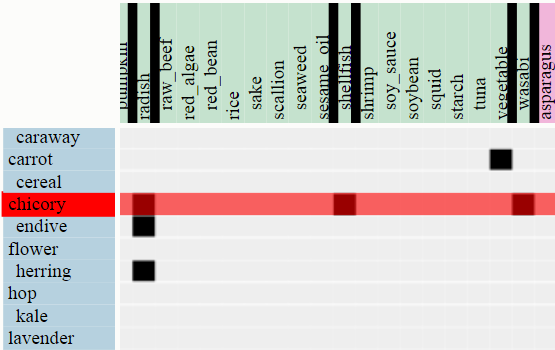 pumpkin
radish
raw_beef
red_algae
red_bean
rice
sake
scallion
seaweed
sesame_oil
shellfish
shrimp
soy_sauce
soybean
squid
starch
tuna
vegetable
wasabi
asparagus
caraway
carrot
cereal
chicory
endive
flower
herring
hop
kale
lavender